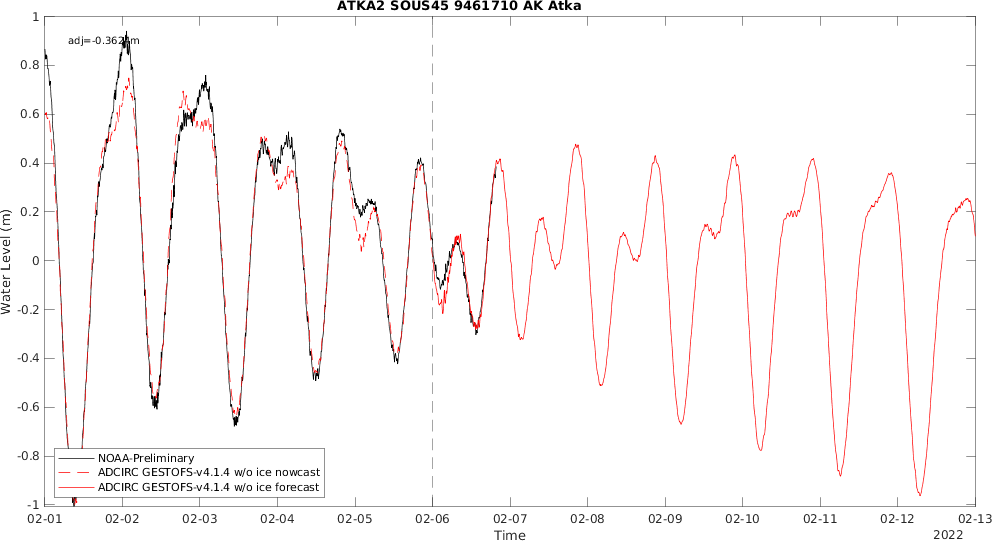 ATKA2 SOUS45 9461710 AK Atka
adj=-0.362 m
Water Level (m)
1
0.8
0.6
0.4
0.2
0
-0.2
-0.4
-0.6
-0.8
-1
NOAA-Preliminary
ADCIRC GESTOFS-v4.1.4 w/o ice nowcast
ADCIRC GESTOFS-v4.1.4 w/o ice forecast
02-01 02-02 02-03 02-04 02-05 02-06 02-07 02-08 02-09 02-10 02-11 02-12 02-13
Time
2022